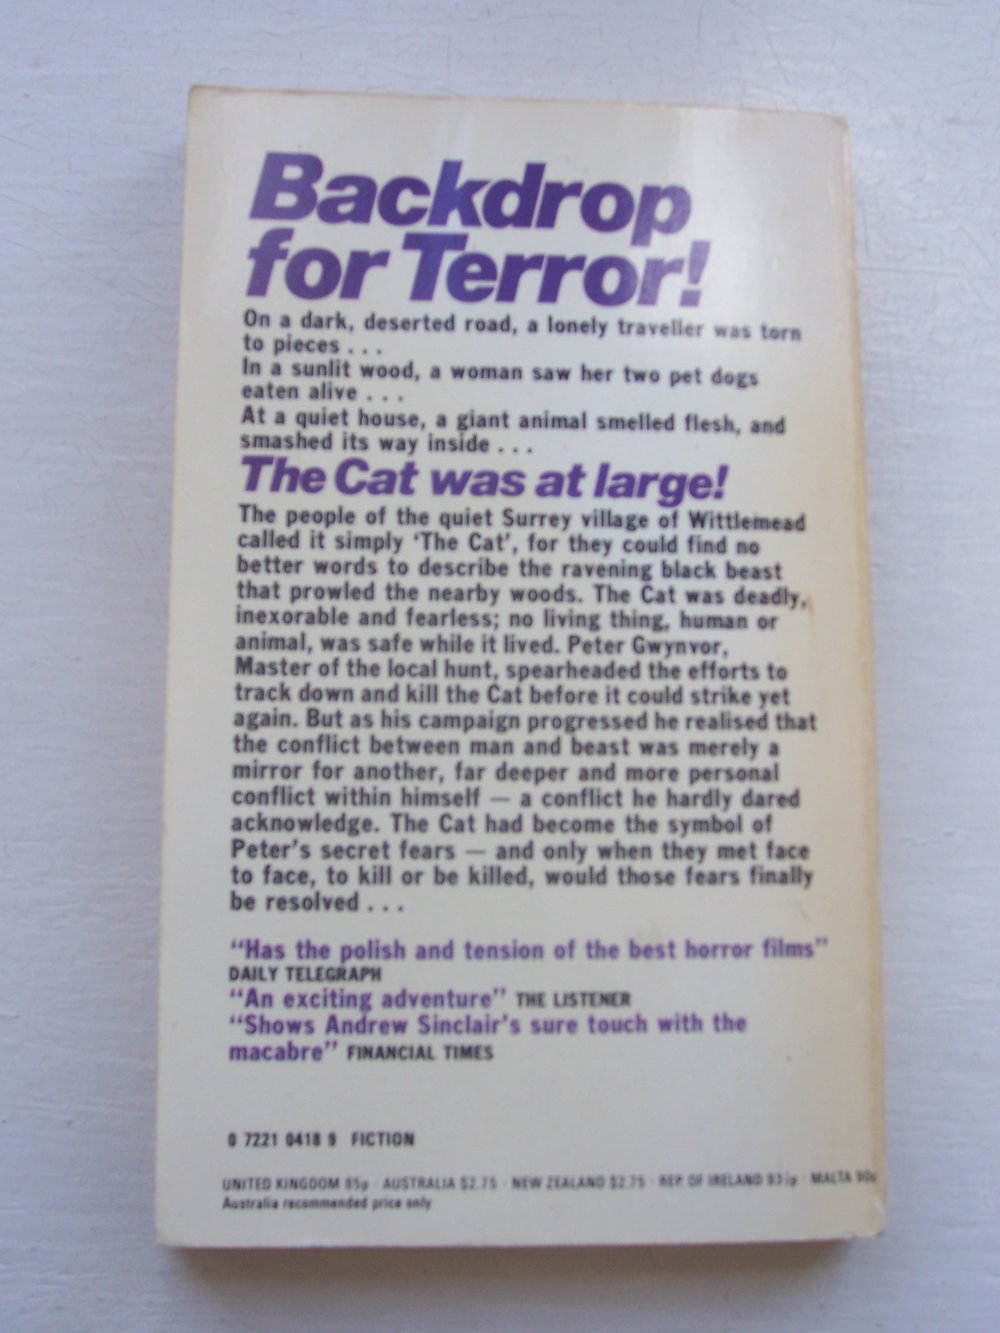 Backdrop
for Terror!
On a dark, deserted road, a lonely traveller was torn
to pieces . . .
In a sunlit wood, a woman saw her two pet dogs
eaten alive . . .
At a quiet house, a giant animal smelled flesh, and
smashed its way inside . . .
The Cat was at large!
The people of the quiet Surrey village of Wittlemead
called it simply ‘The Cat’, for they could find no
better words to describe the ravening black beast
that prowled the nearby woods. The Cat was deadly,
inexorable and fearless; no living thing, human or
animal, was safe while it lived. Peter Gwynvor,
Master of the local hunt, spearheaded the efforts to
track down and kill the Cat before it could strike yet
again. But as his campaign progressed he realised that
the conflict between man and beast was merely a
mirror for another, far deeper and more personal
conflict within himself — a conflict he hardly dared
acknowledge. The Cat had become the symbol of
Peter’s secret fears — and only when they met face
to face, to kill or be killed, would those fears finally
be resolved . . .
“Has the polish and tension of the best horror films”
DAILY TELEGRAPH
“An exciting adventure” THE LISTENER
“Shows Andrew Sinclair’s sure touch with the
macabre” FINANCIAL TIMES
0 7221 0418 9 FICTION
UNITED KINGDOM 85p · AUSTRALIA $2.75 · NEW ZEALAND $2.75 · REP. OF IRELAND · MALTA
Australia recommended price only